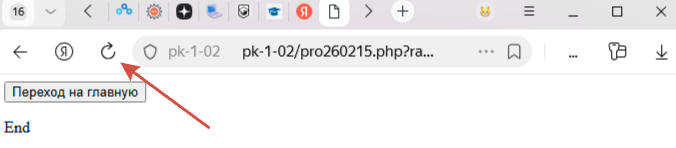 16
pk-1-02 pk-1-02/pro260215.php?ra...
Переход на главную
End